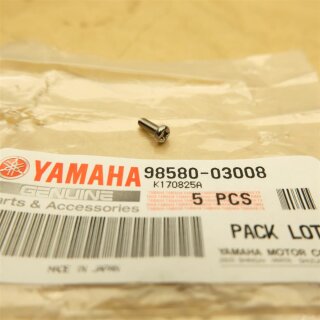 YAMAHA 98580-03008
GENUINE K170825A
Parts & Accessories 5 PCS
PACK LOT
YAMAHA MOTOR CO
MADE IN JAPAN